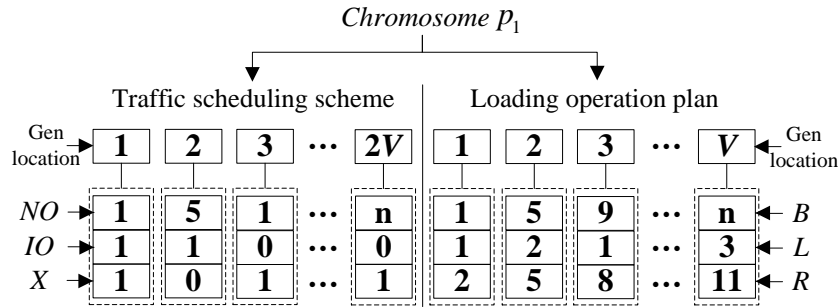 Chromosome p1
Traffic scheduling scheme Loading operation plan
Gen location 1 2 3 ... 2V 1 2 3 ... V Gen location
NO 1 5 1 ... n 1 5 9 ... n B
IO 1 1 0 ... 0 1 2 1 ... 3 L
X 1 0 1 ... 1 2 5 8 ... 11 R